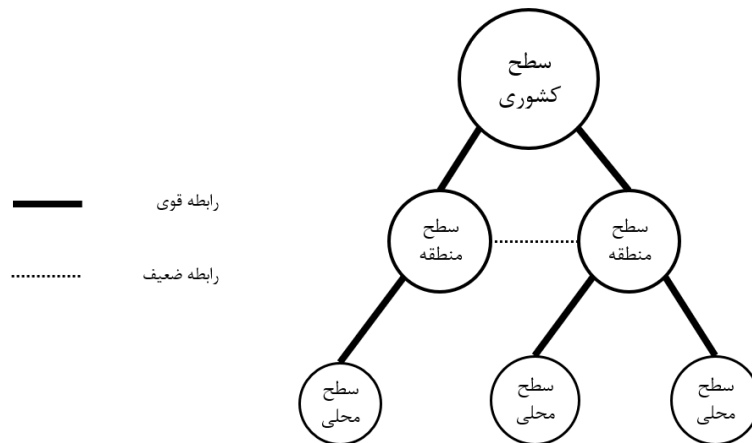 سطح
کشوری
رابطه قوی
سطح
منطقه
سطح
منطقه
رابطه ضعیف
سطح
محلی
سطح
محلی
سطح
محلی